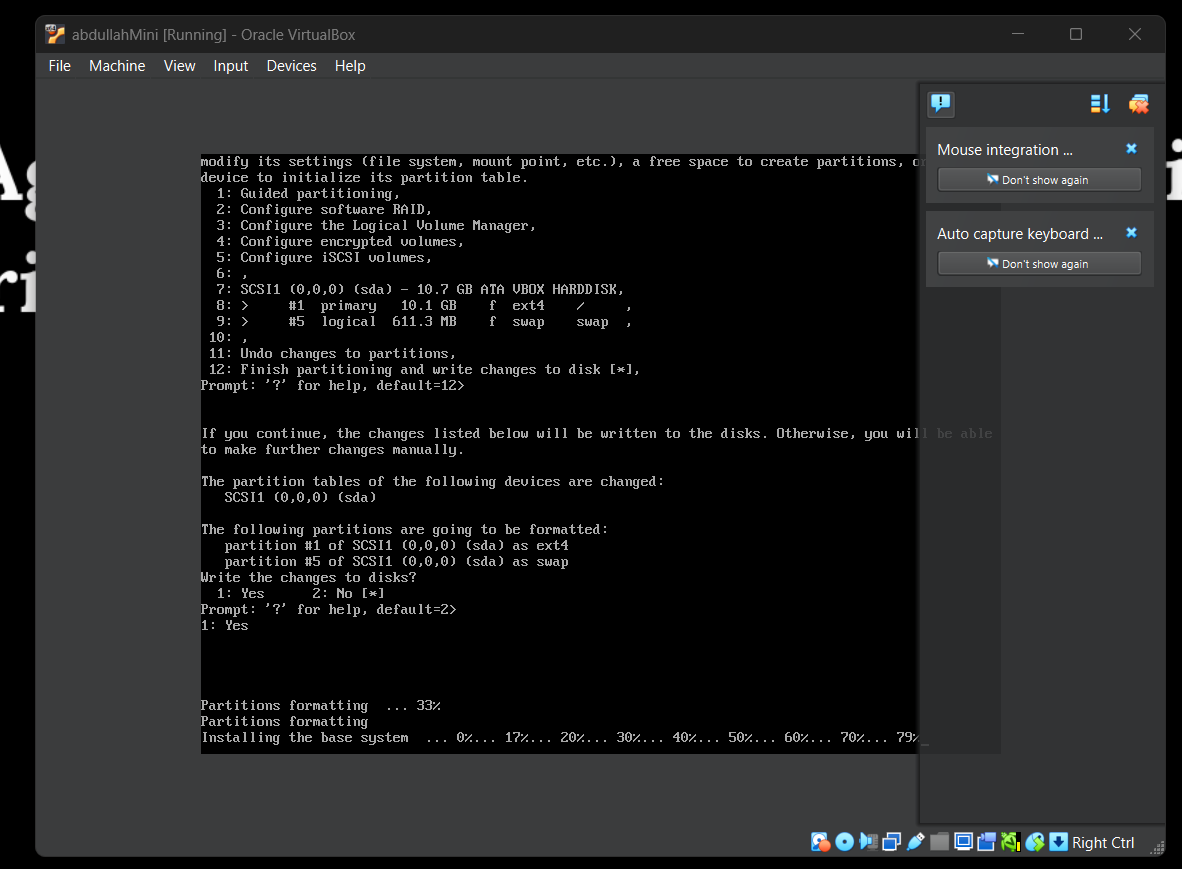 abdullahMini [Running] - Oracle VirtualBox
File Machine View Input Devices Help
modify its settings (file system, mount point, etc.), a free space to create partitions, or
device to initialize its partition table.
1: Guided partitioning,
2: Configure software RAID,
3: Configure the Logical Volume Manager,
4: Configure encrypted volumes,
5: Configure iSCSI volumes,
6: ,
7: SCSI1 (0,0,0) (sda) - 10.7 GB ATA VBOX HARDDISK,
8: > #1 primary 10.1 GB f ext4 / ,
9: > #5 logical 611.3 MB f swap swap ,
10: ,
11: Undo changes to partitions,
12: Finish partitioning and write changes to disk [*],
Prompt: '?' for help, default=12>
If you continue, the changes listed below will be written to the disks. Otherwise, you will be able
to make further changes manually.
The partition tables of the following devices are changed:
SCSI1 (0,0,0) (sda)
The following partitions are going to be formatted:
partition #1 of SCSI1 (0,0,0) (sda) as ext4
partition #5 of SCSI1 (0,0,0) (sda) as swap
Write the changes to disks?
1: Yes 2: No [*]
Prompt: '?' for help, default=2>
1: Yes
Partitions formatting ... 33%
Partitions formatting
Installing the base system ... 0%... 17%... 20%... 30%... 40%... 50%... 60%... 70%... 79%_
Mouse integration ...
Don't show again
Auto capture keyboard ...
Don't show again
Right Ctrl